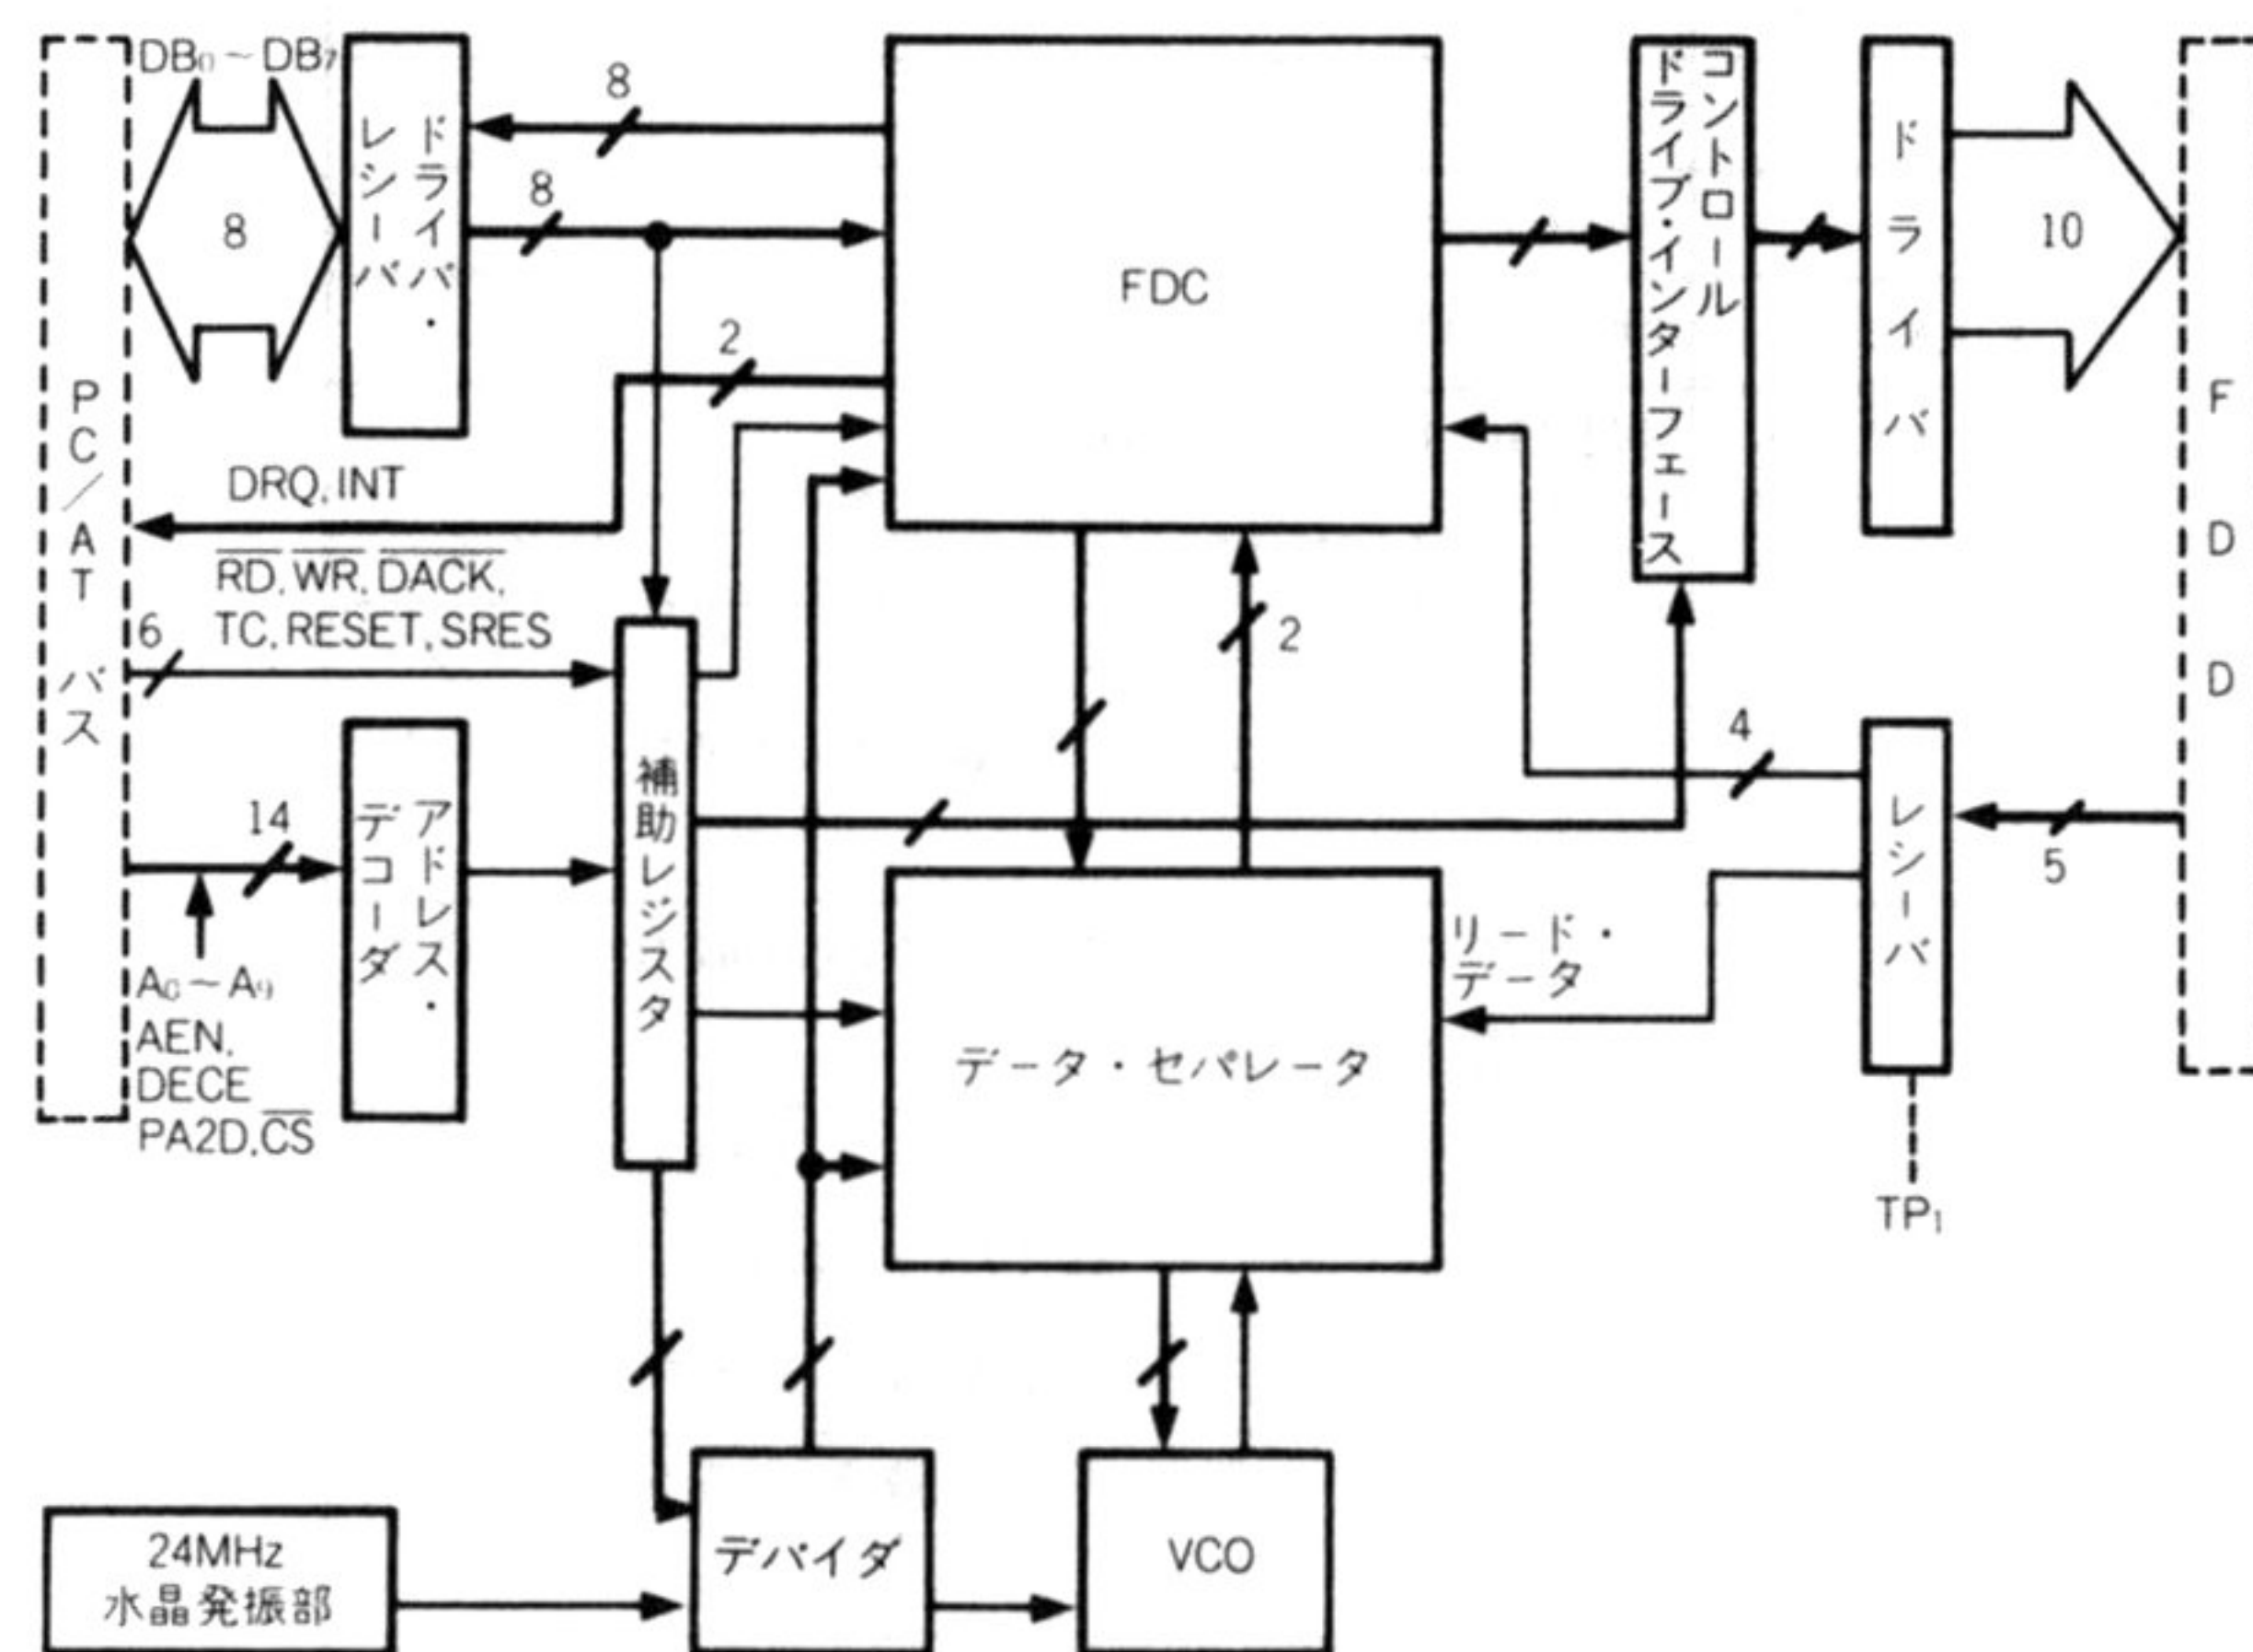 PC/ATバス
DB₀～DB₇
8
ドライバ・
レシーバ
8
8
2
DRQ, INT
R̅D̅, W̅R̅, D̅A̅C̅K̅,
TC, RESET, SRES
6
14
A₀～A₉
AEN,
DECE
PA2D, C̅S̅
アドレス・
デコーダ
補助レジスタ
FDC
2
コントロール
ドライブ・インターフェース
ドライバ
10
FDD
4
レシーバ
5
TP₁
リード・
データ
データ・セパレータ
24MHz
水晶発振部
デバイダ
VCO